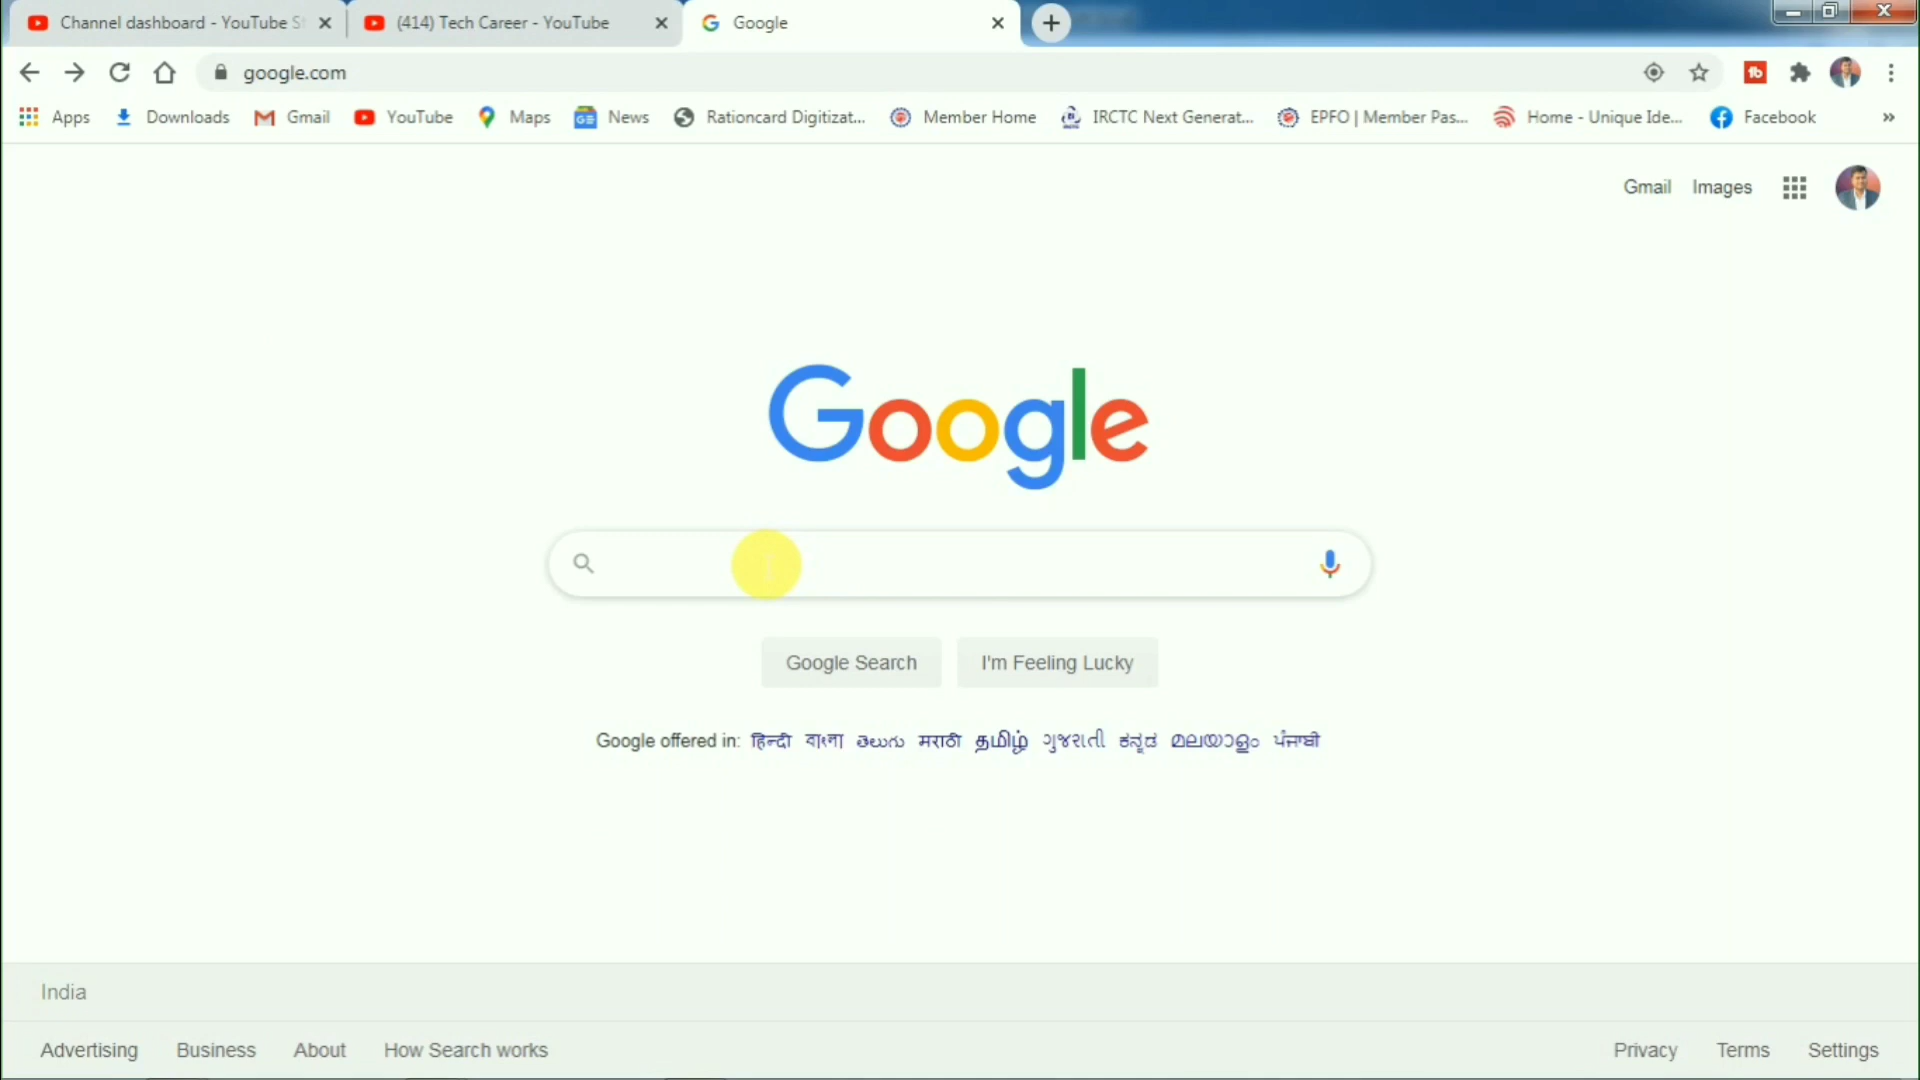 Channel dashboard - YouTube S
(414) Tech Career - YouTube
Google
google.com
Apps
Downloads
Gmail
YouTube
Maps
News
Rationcard Digitizat...
Member Home
IRCTC Next Generat...
EPFO | Member Pas...
Home - Unique Ide...
Facebook
»
Gmail Images
Google
Google Search
I'm Feeling Lucky
Google offered in: हिन्दी বাংলা తెలుగు मराठी தமிழ் ગુજરાતી ಕನ್ನಡ മലയാളം ਪੰਜਾਬੀ
India
Advertising Business About How Search works
Privacy Terms Settings